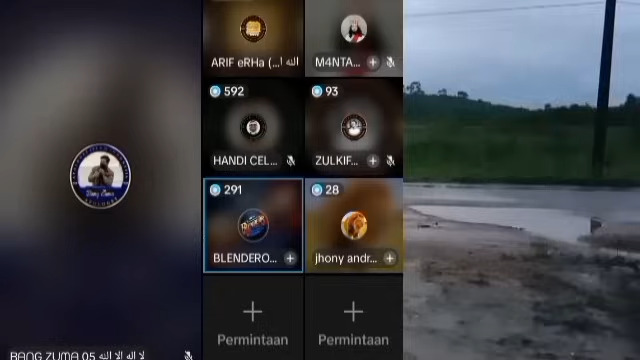 ARIF eRHa (... الله ا
M4NTA...
592
93
HANDI CEL...
ZULKIF...
291
28
BLENDERO...
jhony andr...
Permintaan
Permintaan
BANG ZUMA 05 لا اله الا الله